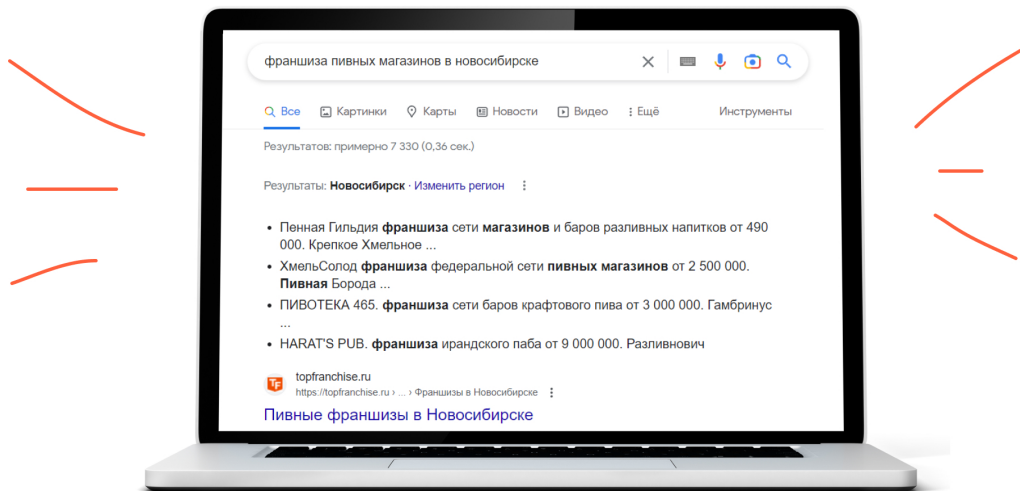 франшиза пивных магазинов в новосибирске
Все Картинки Карты Новости Видео Ещё Инструменты
Результатов: примерно 7 330 (0,36 сек.)
Результаты: Новосибирск · Изменить регион
• Пенная Гильдия франшиза сети магазинов и баров разливных напитков от 490
000. Крепкое Хмельное ...
• ХмельСолод франшиза федеральной сети пивных магазинов от 2 500 000.
Пивная Борода ...
• ПИВОТЕКА 465. франшиза сети баров крафтового пива от 3 000 000. Гамбринус
...
• HARAT'S PUB. франшиза ирандского паба от 9 000 000. Разливнович
TF
topfranchise.ru
https://topfranchise.ru › ... › Франшизы в Новосибирске
Пивные франшизы в Новосибирске